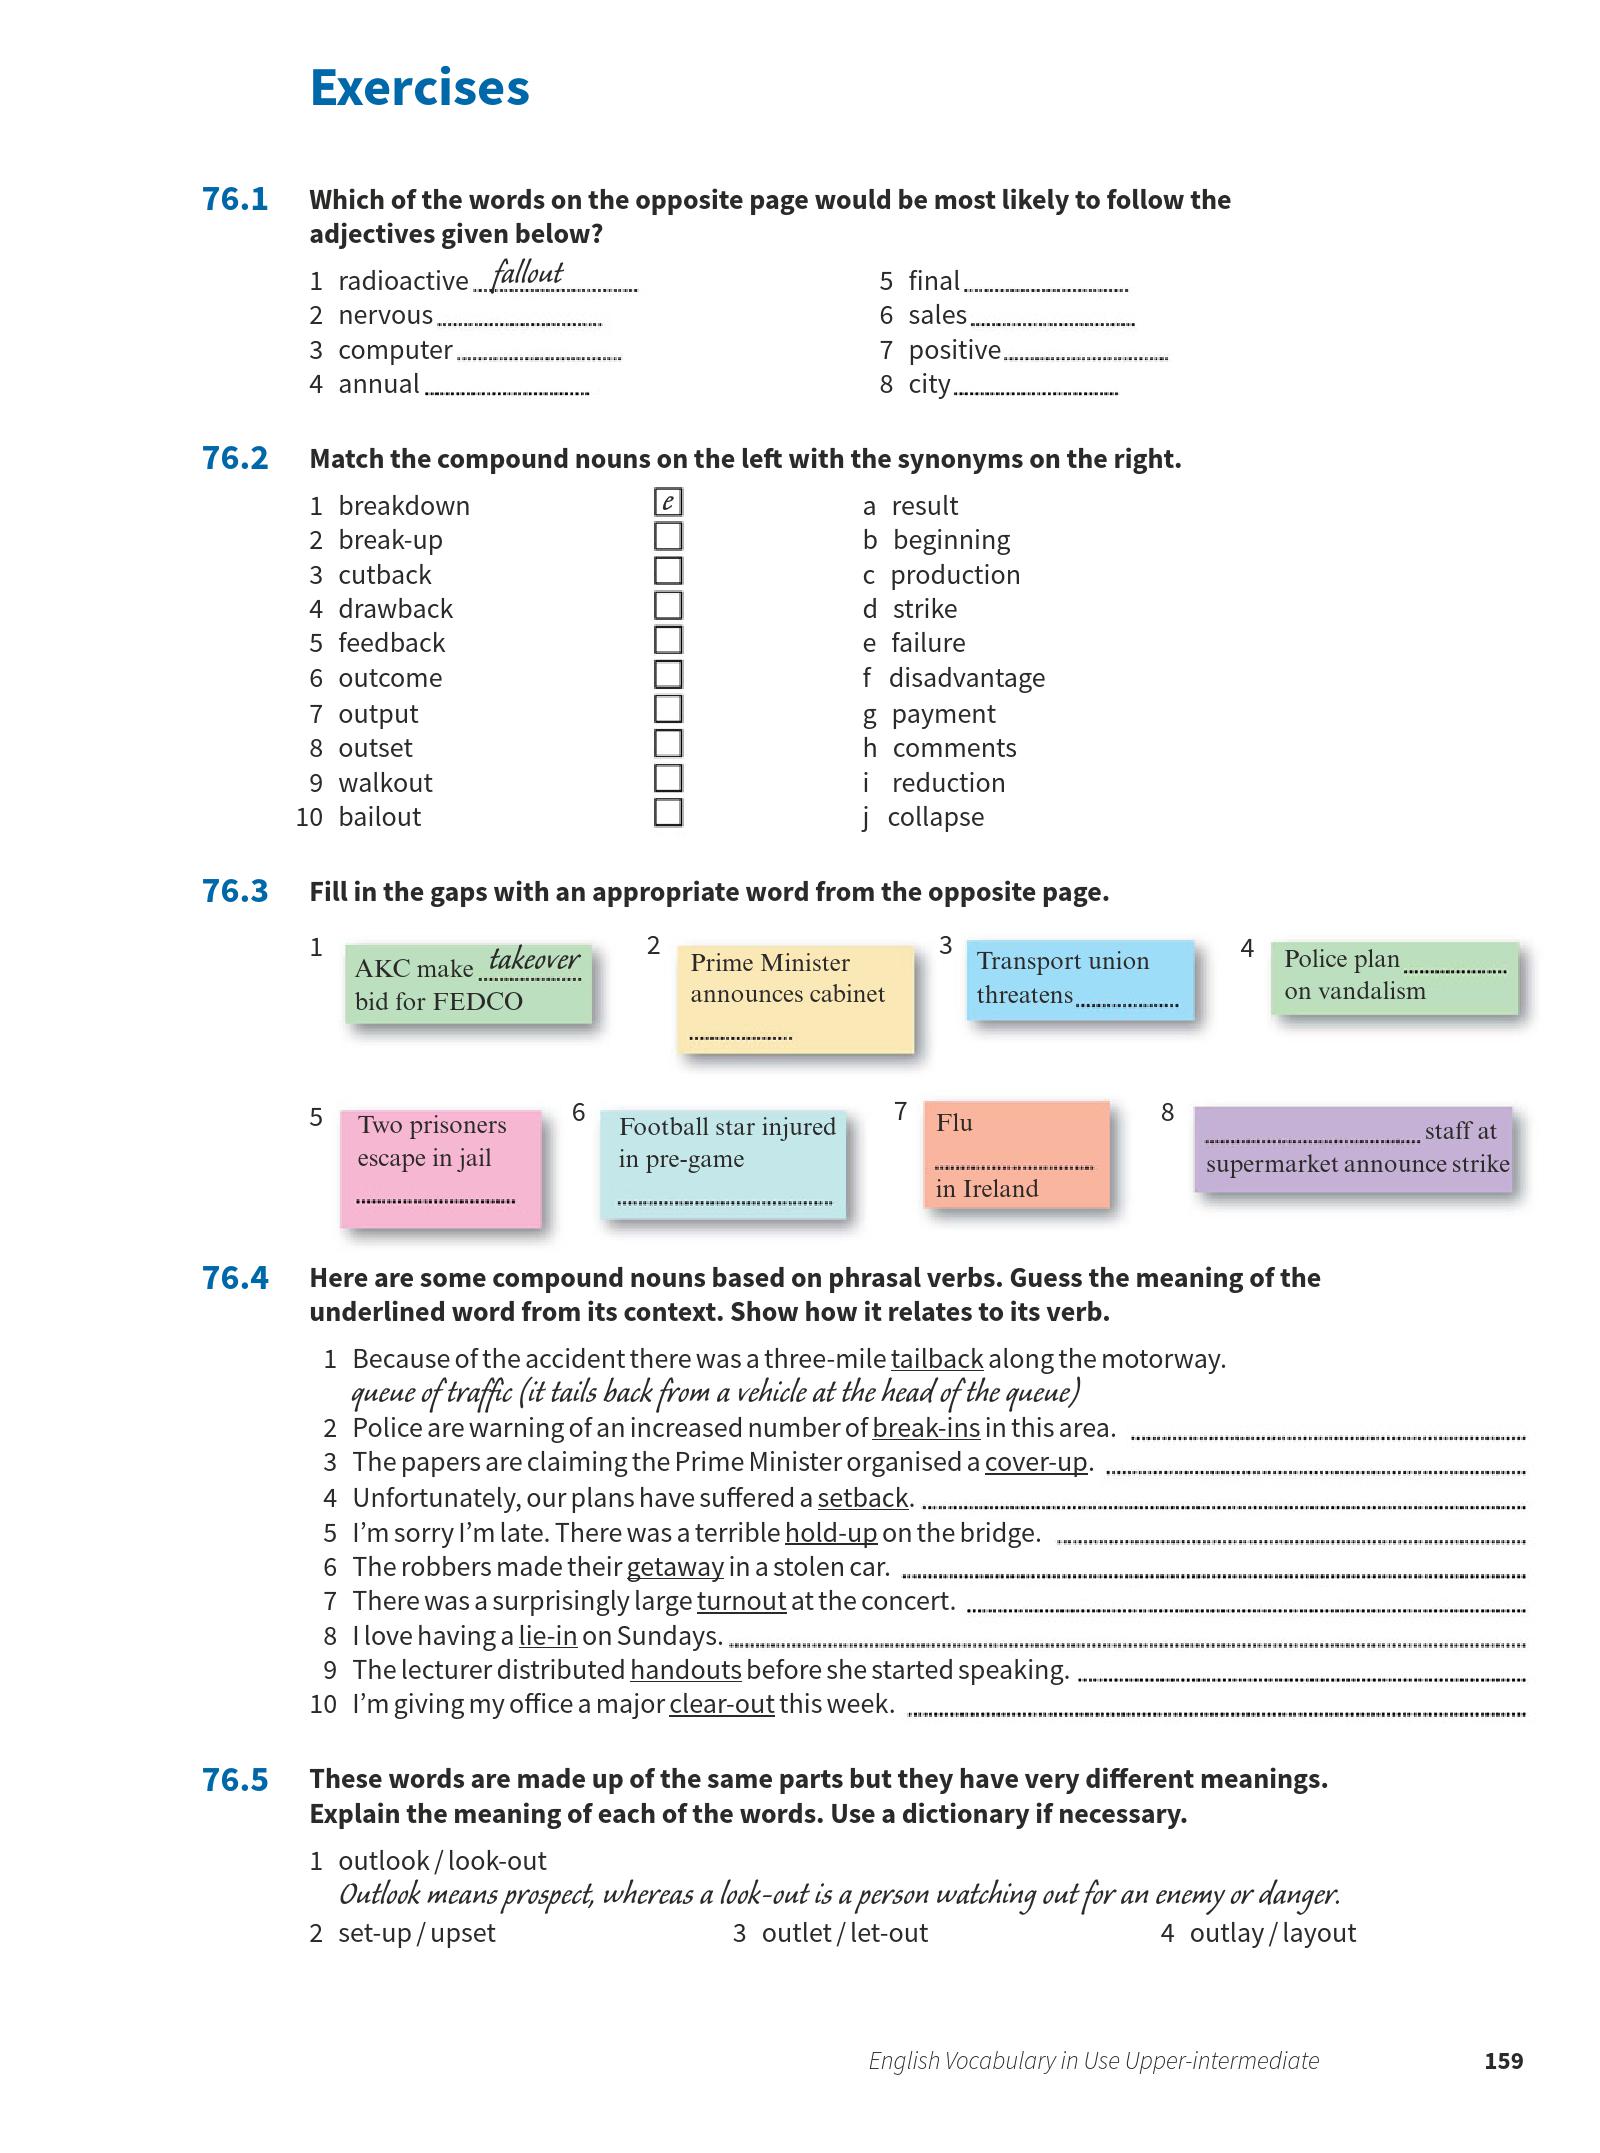 Exercises
76.1 Which of the words on the opposite page would be most likely to follow the
adjectives given below?
1 radioactive fallout
2 nervous
3 computer
4 annual
5 final
6 sales
7 positive
8 city
76.2 Match the compound nouns on the left with the synonyms on the right.
1 breakdown e
2 break-up
3 cutback
4 drawback
5 feedback
6 outcome
7 output
8 outset
9 walkout
10 bailout
a result
b beginning
c production
d strike
e failure
f disadvantage
g payment
h comments
i reduction
j collapse
76.3 Fill in the gaps with an appropriate word from the opposite page.
1 AKC make takeover
bid for FEDCO
2 Prime Minister
announces cabinet
3 Transport union
threatens
4 Police plan
on vandalism
5 Two prisoners
escape in jail
6 Football star injured
in pre-game
7 Flu
in Ireland
8 staff at
supermarket announce strike
76.4 Here are some compound nouns based on phrasal verbs. Guess the meaning of the
underlined word from its context. Show how it relates to its verb.
1 Because of the accident there was a three-mile tailback along the motorway.
queue of traffic (it tails back from a vehicle at the head of the queue)
2 Police are warning of an increased number of break-ins in this area.
3 The papers are claiming the Prime Minister organised a cover-up.
4 Unfortunately, our plans have suffered a setback.
5 I'm sorry I'm late. There was a terrible hold-up on the bridge.
6 The robbers made their getaway in a stolen car.
7 There was a surprisingly large turnout at the concert.
8 I love having a lie-in on Sundays.
9 The lecturer distributed handouts before she started speaking.
10 I'm giving my office a major clear-out this week.
76.5 These words are made up of the same parts but they have very different meanings.
Explain the meaning of each of the words. Use a dictionary if necessary.
1 outlook / look-out
Outlook means prospect, whereas a look-out is a person watching out for an enemy or danger.
2 set-up / upset
3 outlet / let-out
4 outlay / layout
English Vocabulary in Use Upper-intermediate 159